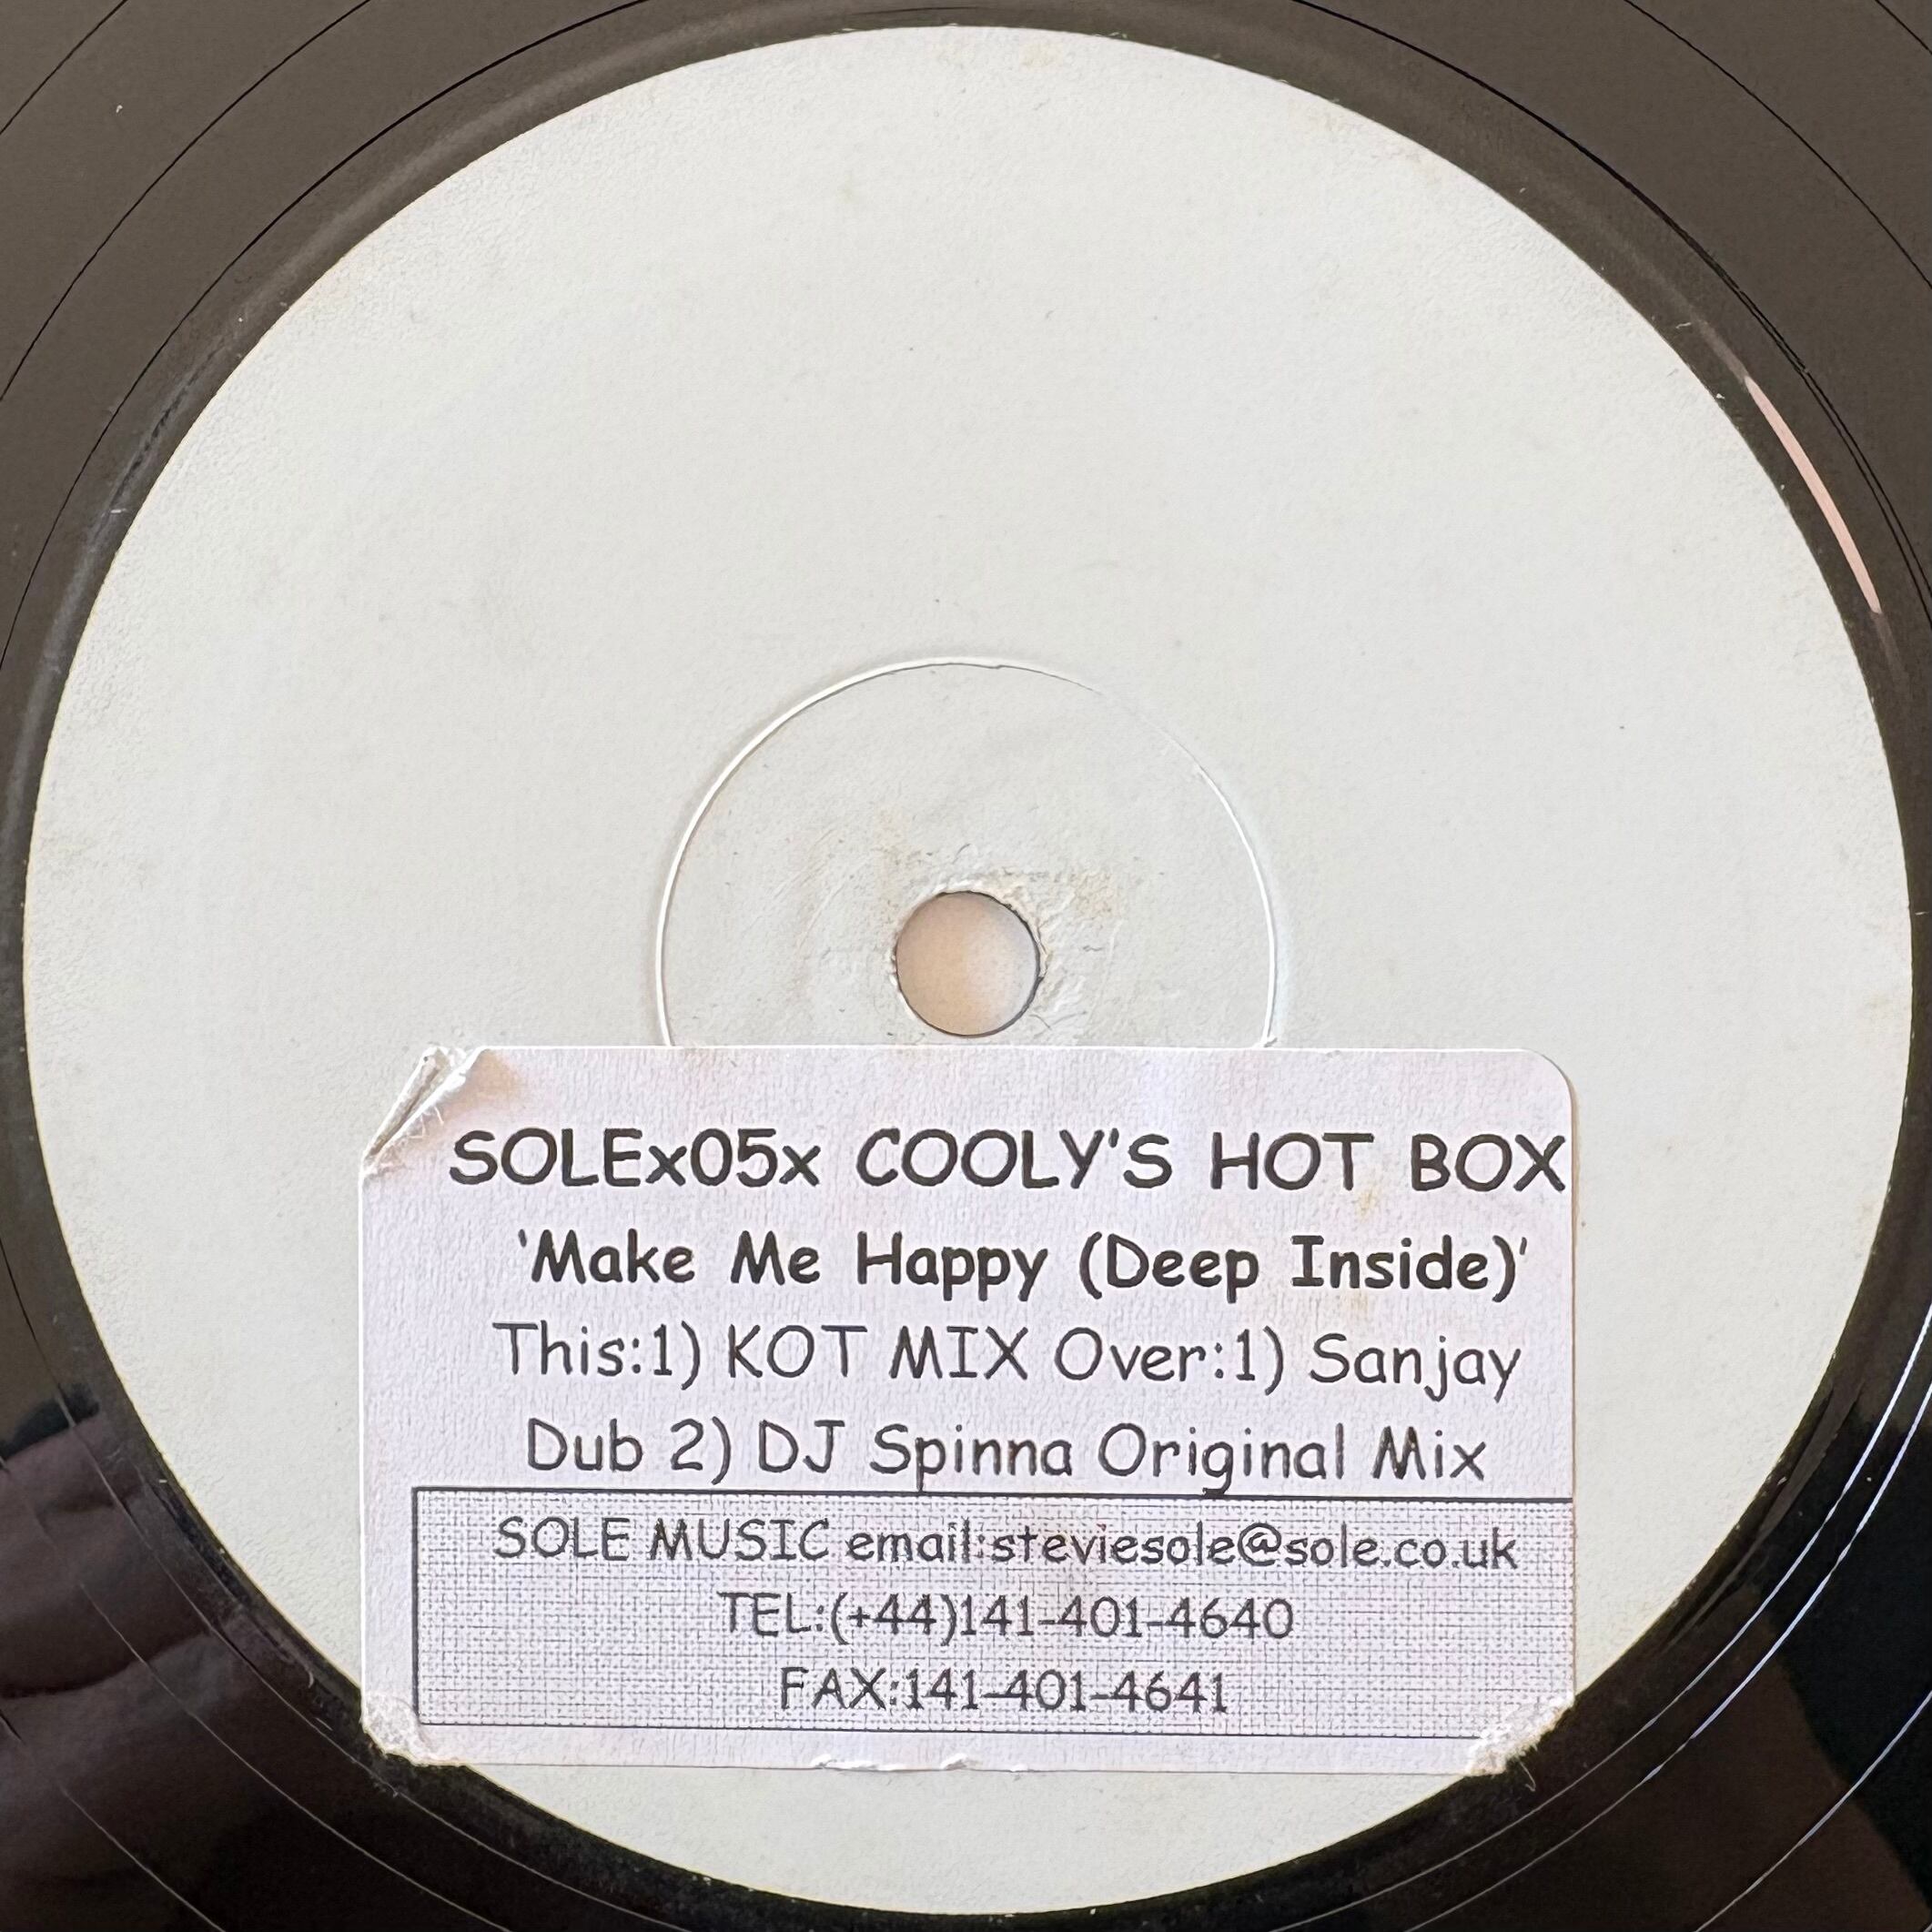 SOLEx05x COOLY'S HOT BOX
'Make Me Happy (Deep Inside)'
This:1) KOT MIX Over:1) Sanjay
Dub 2) DJ Spinna Original Mix
SOLE MUSIC email:steviesole@sole.co.uk
TEL:(+44)141-401-4640
FAX:141-401-4641